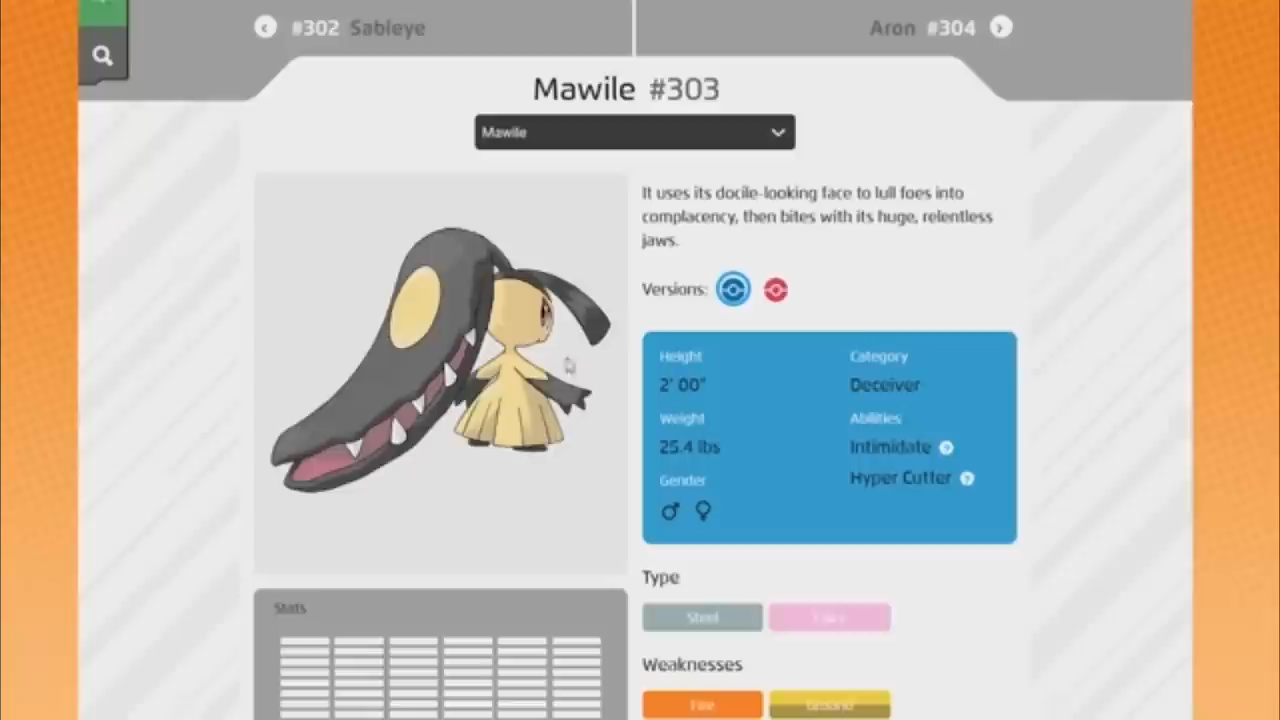 #302 Sableye
Aron #304
Mawile #303
Mawile
It uses its docile-looking face to lull foes into
complacency, then bites with its huge, relentless
jaws.
Versions:
Height
Category
2' 00"
Deceiver
Weight
Abilities
25.4 lbs
Intimidate
Gender
Hyper Cutter
Type
Steel
Fairy
Weaknesses
Fire
Ground
Stats